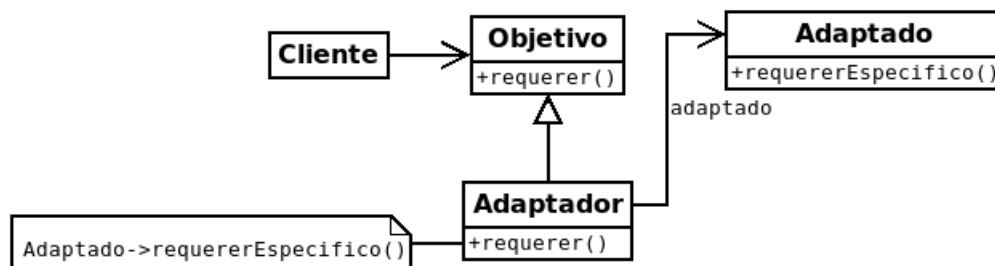 Cliente
Objetivo
+requerer()
Adaptado
+requererEspecifico()
adaptado
Adaptador
+requerer()
Adaptado->requererEspecifico()